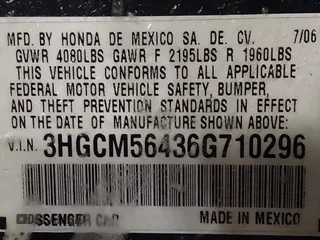 MFD. BY HONDA DE MEXICO SA. DE. CV. 7/06
GVWR 4080LBS GAWR F 2195LBS R 1960LBS
THIS VEHICLE CONFORMS TO ALL APPLICABLE
FEDERAL MOTOR VEHICLE SAFETY, BUMPER,
AND THEFT PREVENTION STANDARDS IN EFFECT
ON THE DATE OF MANUFACTURE SHOWN ABOVE.
V.I.N. 3HGCM56436G710296
PASSENGER CAR MADE IN MEXICO